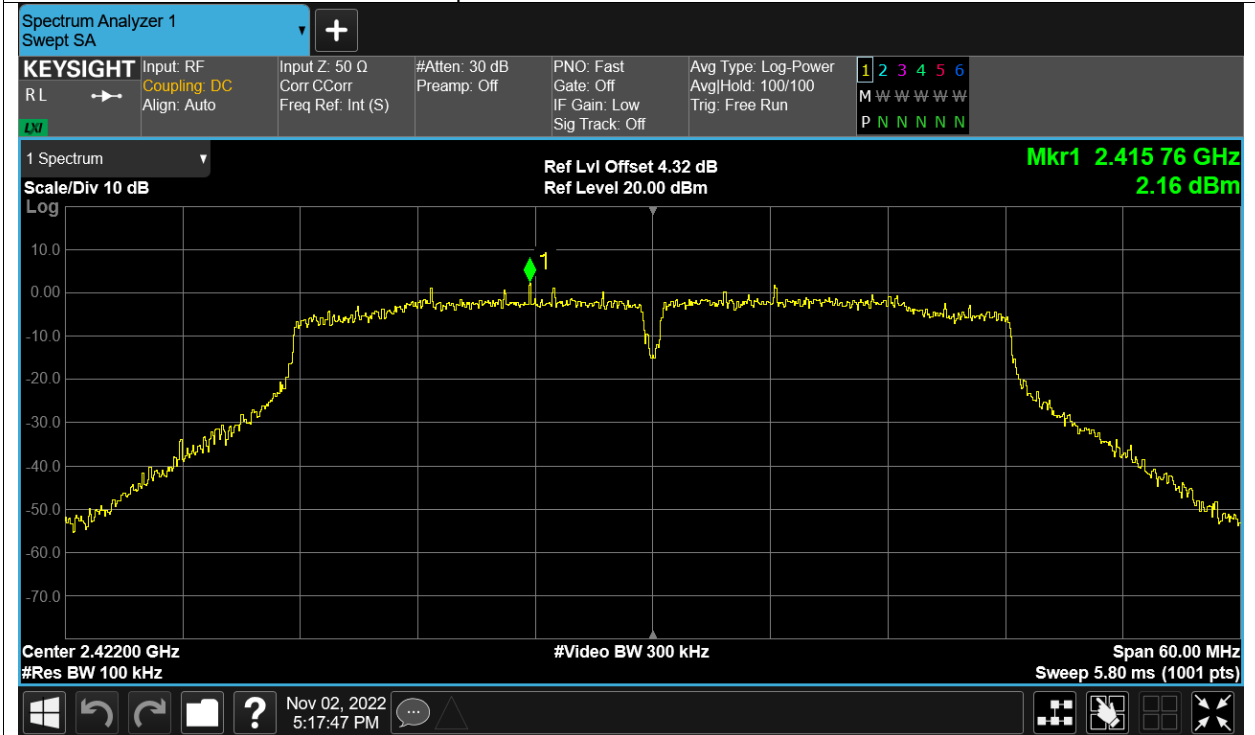 Spectrum Analyzer 1
Swept SA
KEYSIGHT
R L
LXI
Input: RF
Coupling: DC
Align: Auto
Input Z: 50 Ω
Corr CCorr
Freq Ref: Int (S)
#Atten: 30 dB
Preamp: Off
PNO: Fast
Gate: Off
IF Gain: Low
Sig Track: Off
Avg Type: Log-Power
Avg|Hold: 100/100
Trig: Free Run
1 2 3 4 5 6
M W W W W W W
P N N N N N N
1 Spectrum
Scale/Div 10 dB
Log
Ref Lvl Offset 4.32 dB
Ref Level 20.00 dBm
Mkr1 2.415 76 GHz
2.16 dBm
10.0
0.00
-10.0
-20.0
-30.0
-40.0
-50.0
-60.0
-70.0
1
Center 2.42200 GHz
#Res BW 100 kHz
#Video BW 300 kHz
Span 60.00 MHz
Sweep 5.80 ms (1001 pts)
?
Nov 02, 2022
5:17:47 PM